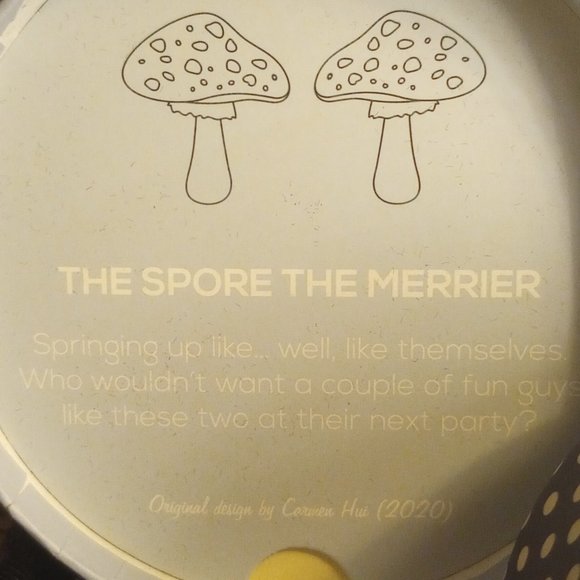 THE SPORE THE MERRIER
Springing up like... well, like themselves.
Who wouldn't want a couple of fun guys
like these two at their next party?
Original design by Carmen Hui (2020)